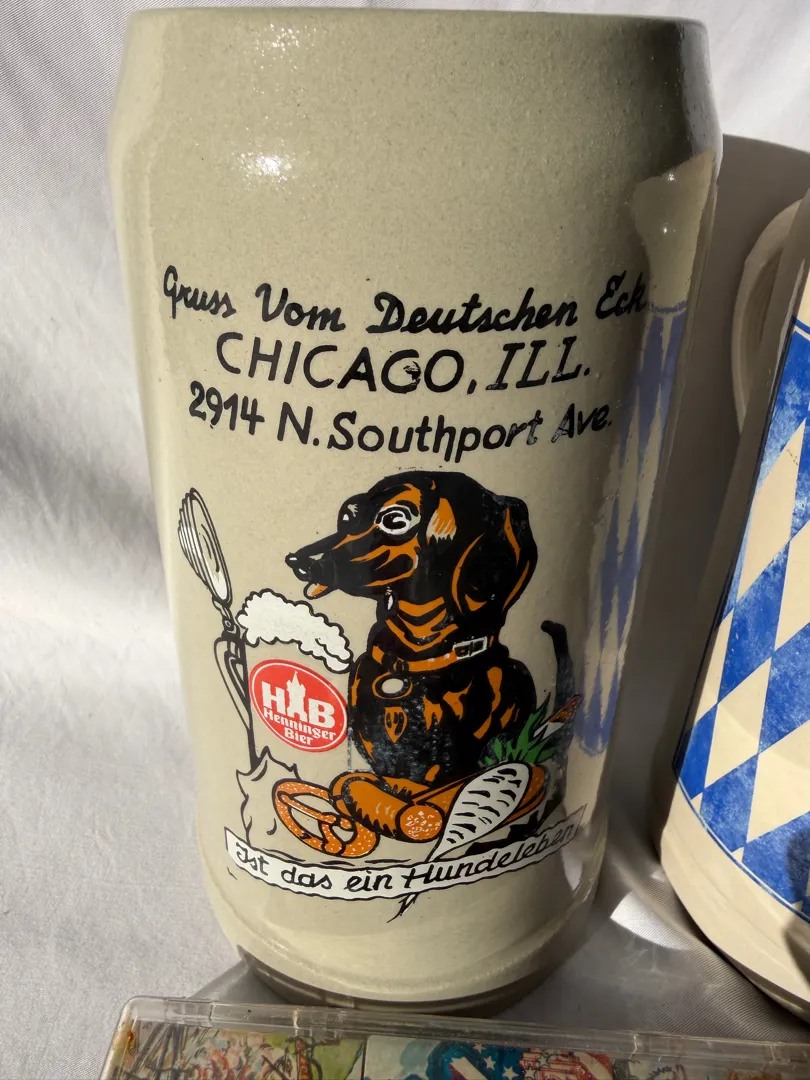 Gruss Vom Deutschen Eck
CHICAGO, ILL.
2914 N. Southport Ave.
HB
Henninger
Bier
Ist das ein Hundeleben